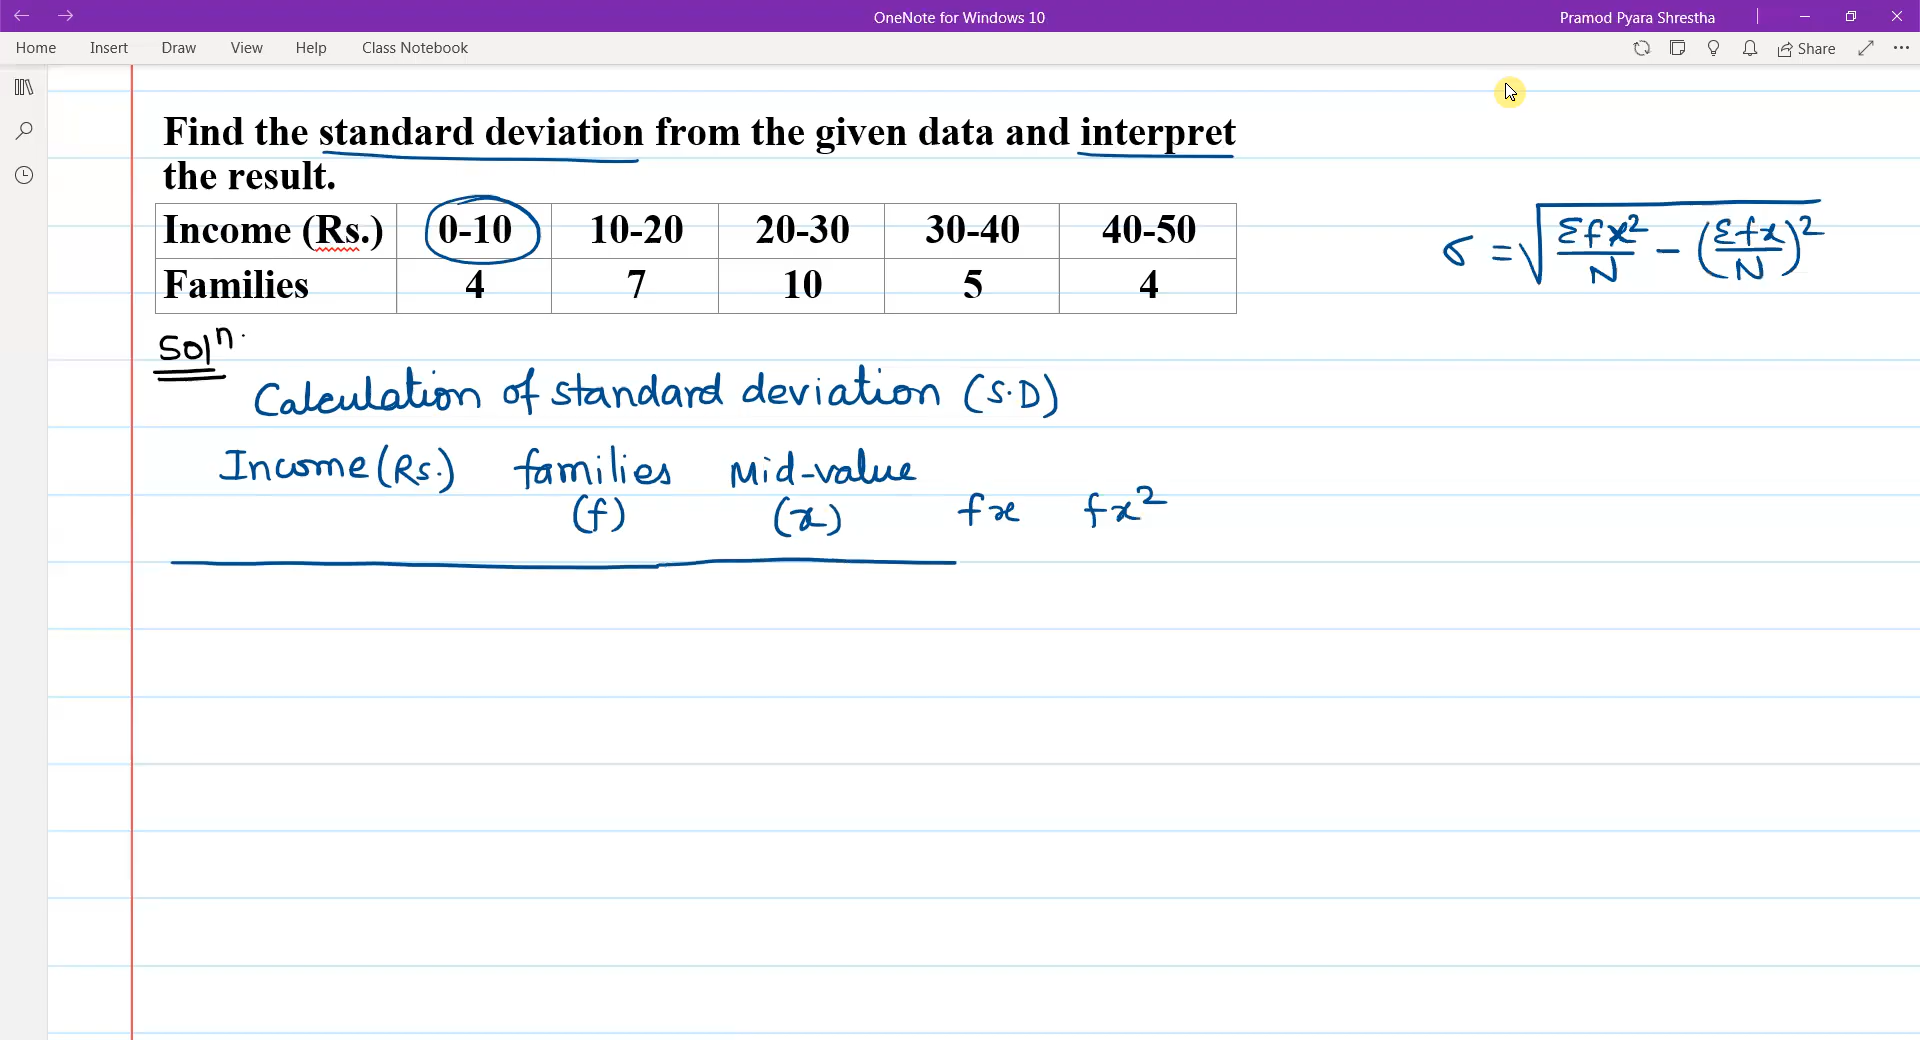 OneNote for Windows 10
Pramod Pyara Shrestha
Home Insert Draw View Help Class Notebook
Share
Find the standard deviation from the given data and interpret
the result.
Income (Rs.) 0-10 10-20 20-30 30-40 40-50
Families 4 7 10 5 4
σ = √ Σfx²/N - (Σfx/N)²
Solⁿ.
Calculation of standard deviation (S.D)
Income (Rs.) families Mid-value
(f) (x) fx fx²